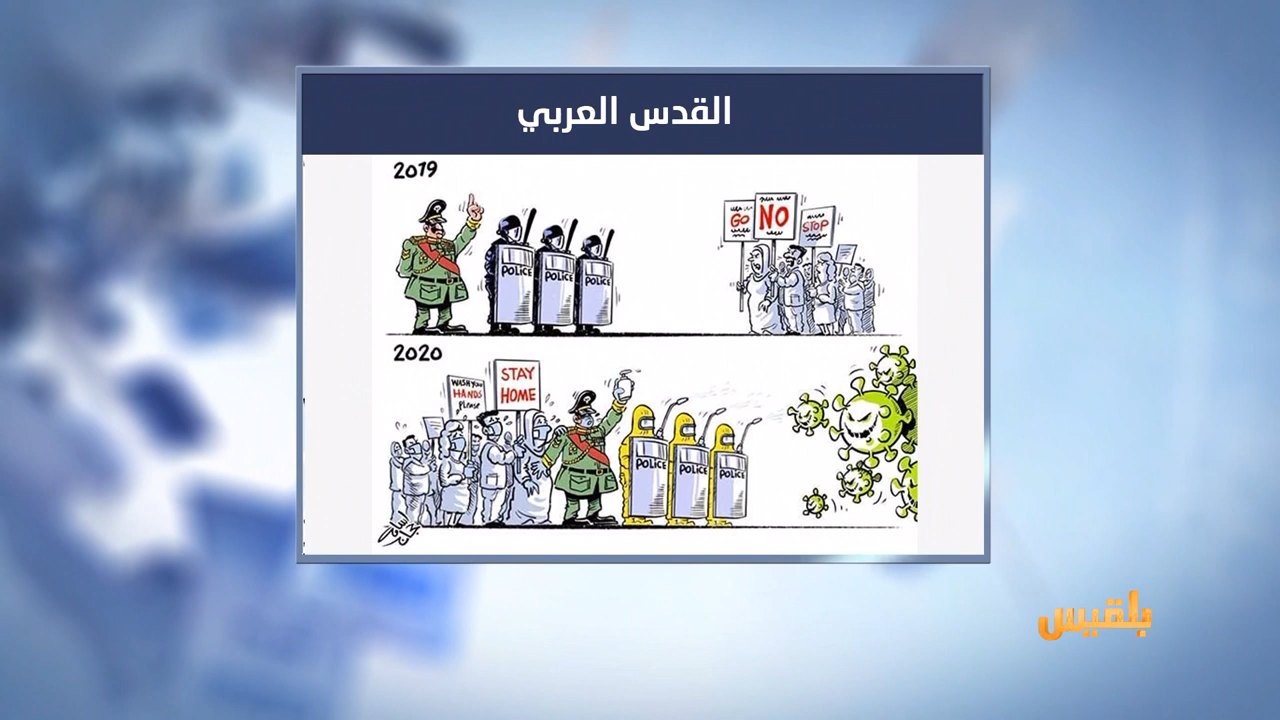 القدس العربي
2019
GO
NO
STOP
POLICE
POLICE
POLICE
2020
WASH YOUR
HANDS
Please
STAY
HOME
POLICE
POLICE
POLICE
بلقيس